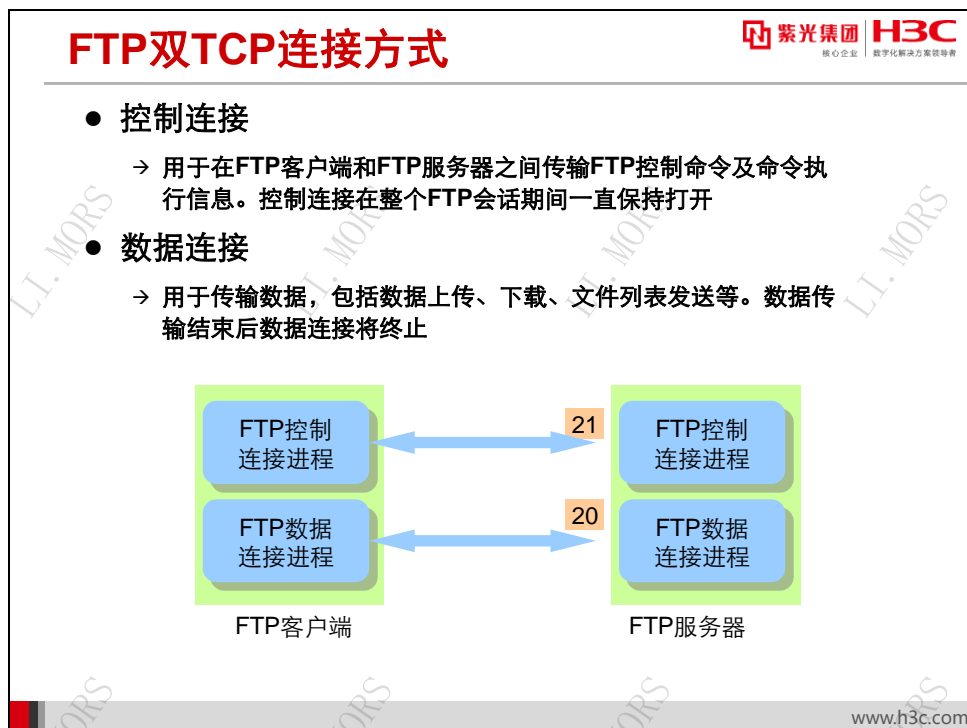 FTP双TCP连接方式
紫光集团 H3C
核心企业 数字化解决方案领导者
● 控制连接
→ 用于在FTP客户端和FTP服务器之间传输FTP控制命令及命令执
行信息。控制连接在整个FTP会话期间一直保持打开
● 数据连接
→ 用于传输数据，包括数据上传、下载、文件列表发送等。数据传
输结束后数据连接将终止
LI.MORS
LI.MORS
LI.MORS
LI.MORS
FTP控制
连接进程
21
FTP控制
连接进程
FTP数据
连接进程
20
FTP数据
连接进程
FTP客户端
FTP服务器
www.h3c.com